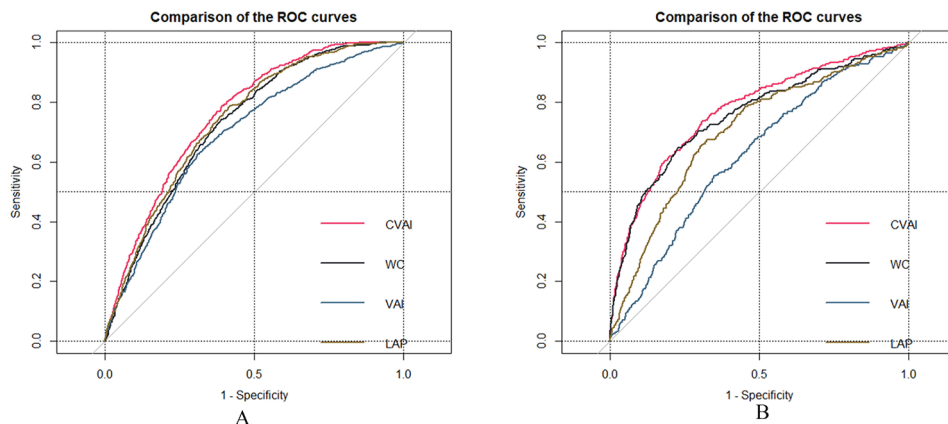 Comparison of the ROC curves
1.0
0.8
0.6
0.4
0.2
0.0
Sensitivity
CVAI
WC
VAI
LAP
0.0
0.5
1.0
1 - Specificity
A
Comparison of the ROC curves
1.0
0.8
0.6
0.4
0.2
0.0
Sensitivity
CVAI
WC
VAI
LAP
0.0
0.5
1.0
1 - Specificity
B